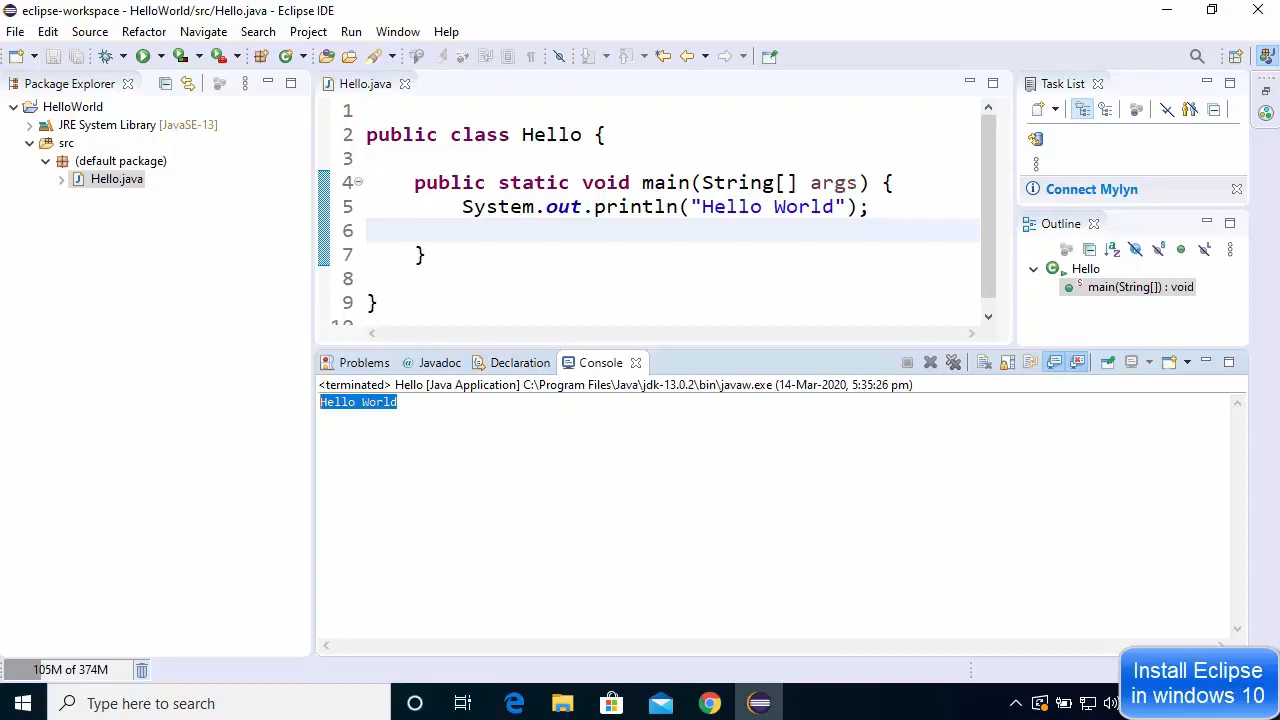 eclipse-workspace - HelloWorld/src/Hello.java - Eclipse IDE
File Edit Source Refactor Navigate Search Project Run Window Help
Package Explorer
HelloWorld
JRE System Library [JavaSE-13]
src
(default package)
Hello.java
Hello.java
1
2 public class Hello {
3
4 public static void main(String[] args) {
5 System.out.println("Hello World");
6
7 }
8
9 }
10
Task List
Connect Mylyn
Outline
Hello
main(String[]) : void
Problems Javadoc Declaration Console
<terminated> Hello [Java Application] C:\Program Files\Java\jdk-13.0.2\bin\javaw.exe (14-Mar-2020, 5:35:26 pm)
Hello World
105M of 374M
Type here to search
Install Eclipse
in windows 10